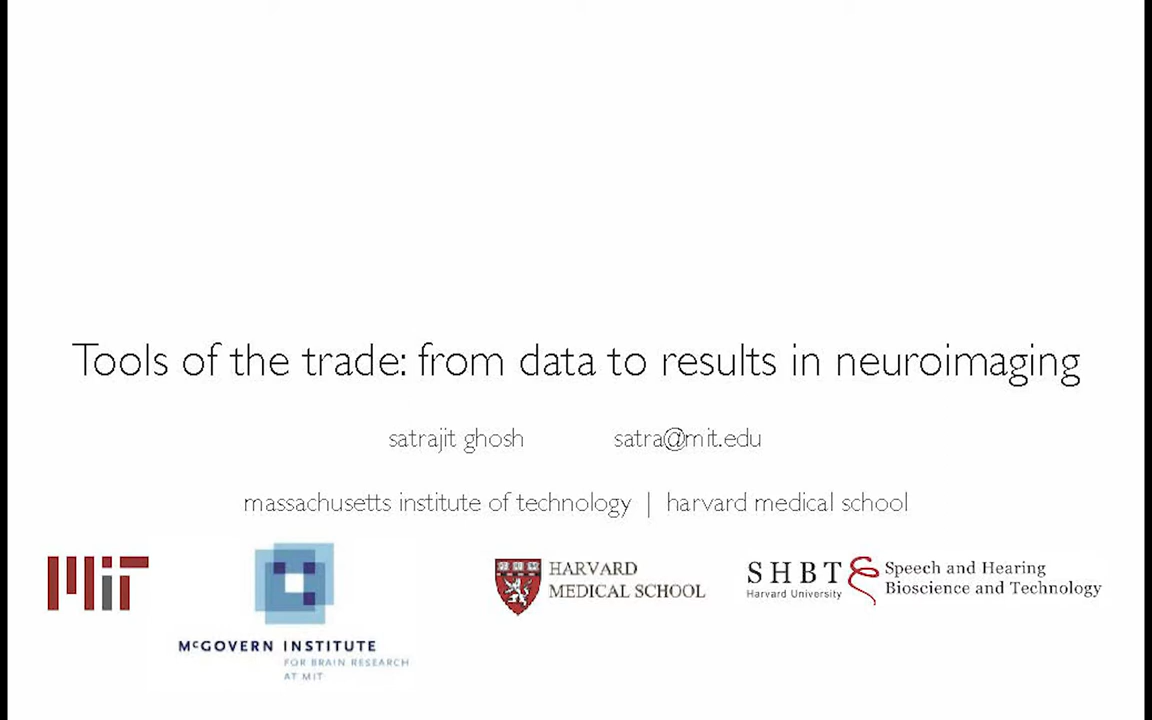 Tools of the trade: from data to results in neuroimaging
satrajit ghosh satra@mit.edu
massachusetts institute of technology | harvard medical school
MIT
McGOVERN INSTITUTE
FOR BRAIN RESEARCH
AT MIT
HARVARD
MEDICAL SCHOOL
SHBT
Harvard University
Speech and Hearing
Bioscience and Technology